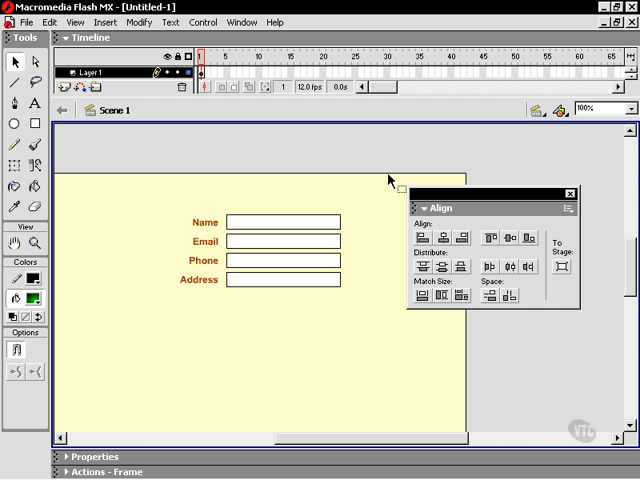 Macromedia Flash MX - [Untitled-1]
File Edit View Insert Modify Text Control Window Help
Tools
Timeline
1 5 10 15 20 25 30 35 40 45 50 55 60 65
Layer 1
1 12.0 fps 0.0s
Scene 1
100%
View
Colors
Options
Name
Email
Phone
Address
Align
Align:
Distribute:
To
Stage:
Match Size: Space:
VTC
Properties
Actions - Frame